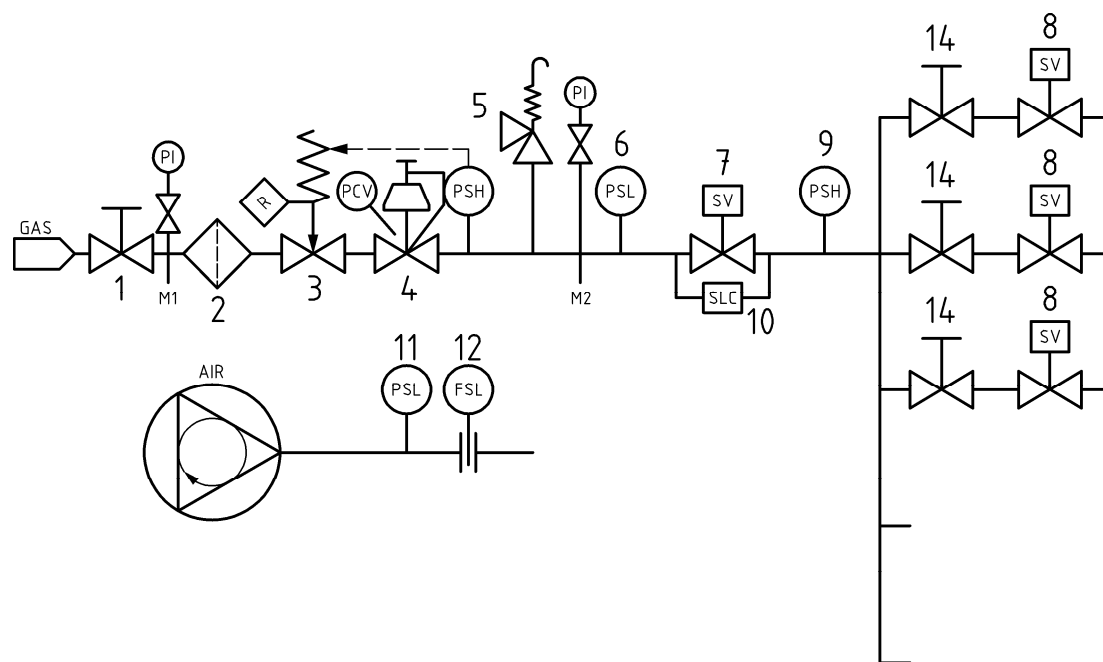 14 8
SV
5 PI
PI 6 7 9 14 8
PCV PSH PSL SV PSH SV
R
GAS
1 M1 2 3 4 M2 SLC 10 14 8
SV
11 12
AIR
PSL FSL